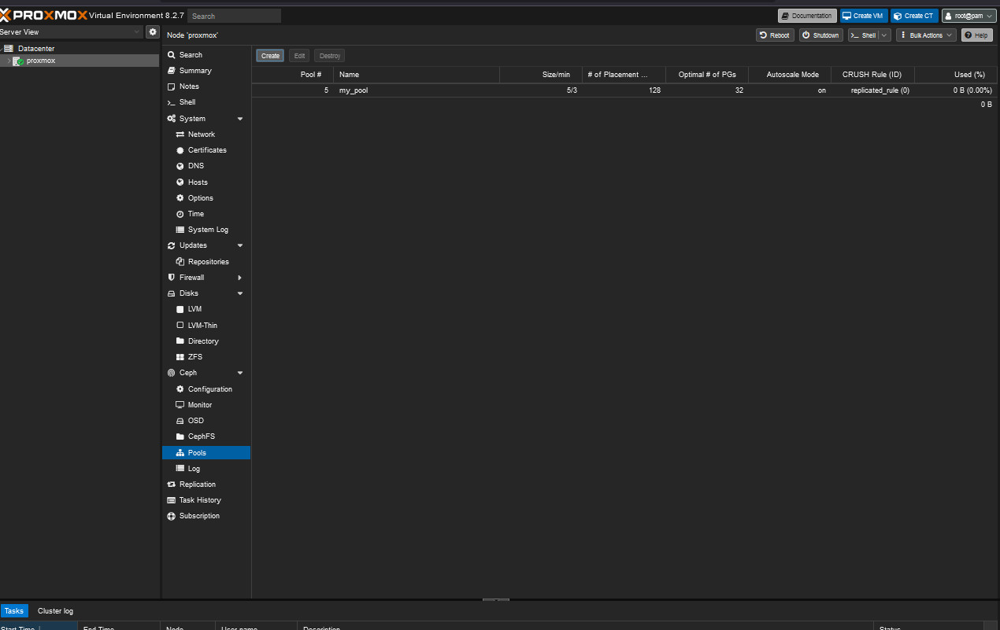 PROXMOX Virtual Environment 8.2.7 Search Documentation Create VM Create CT root@pam
Server View Node 'proxmox' Reboot Shutdown Shell Bulk Actions Help
Datacenter
proxmox
Search
Summary
Notes
Shell
System
Network
Certificates
DNS
Hosts
Options
Time
System Log
Updates
Repositories
Firewall
Disks
LVM
LVM-Thin
Directory
ZFS
Ceph
Configuration
Monitor
OSD
CephFS
Pools
Log
Replication
Task History
Subscription
Create Edit Destroy
Pool # Name Size/min # of Placement ... Optimal # of PGs Autoscale Mode CRUSH Rule (ID) Used (%)
5 my_pool 5/3 128 32 on replicated_rule (0) 0 B (0.00%)
0 B
Tasks Cluster log
Start Time End Time Node User name Description Status